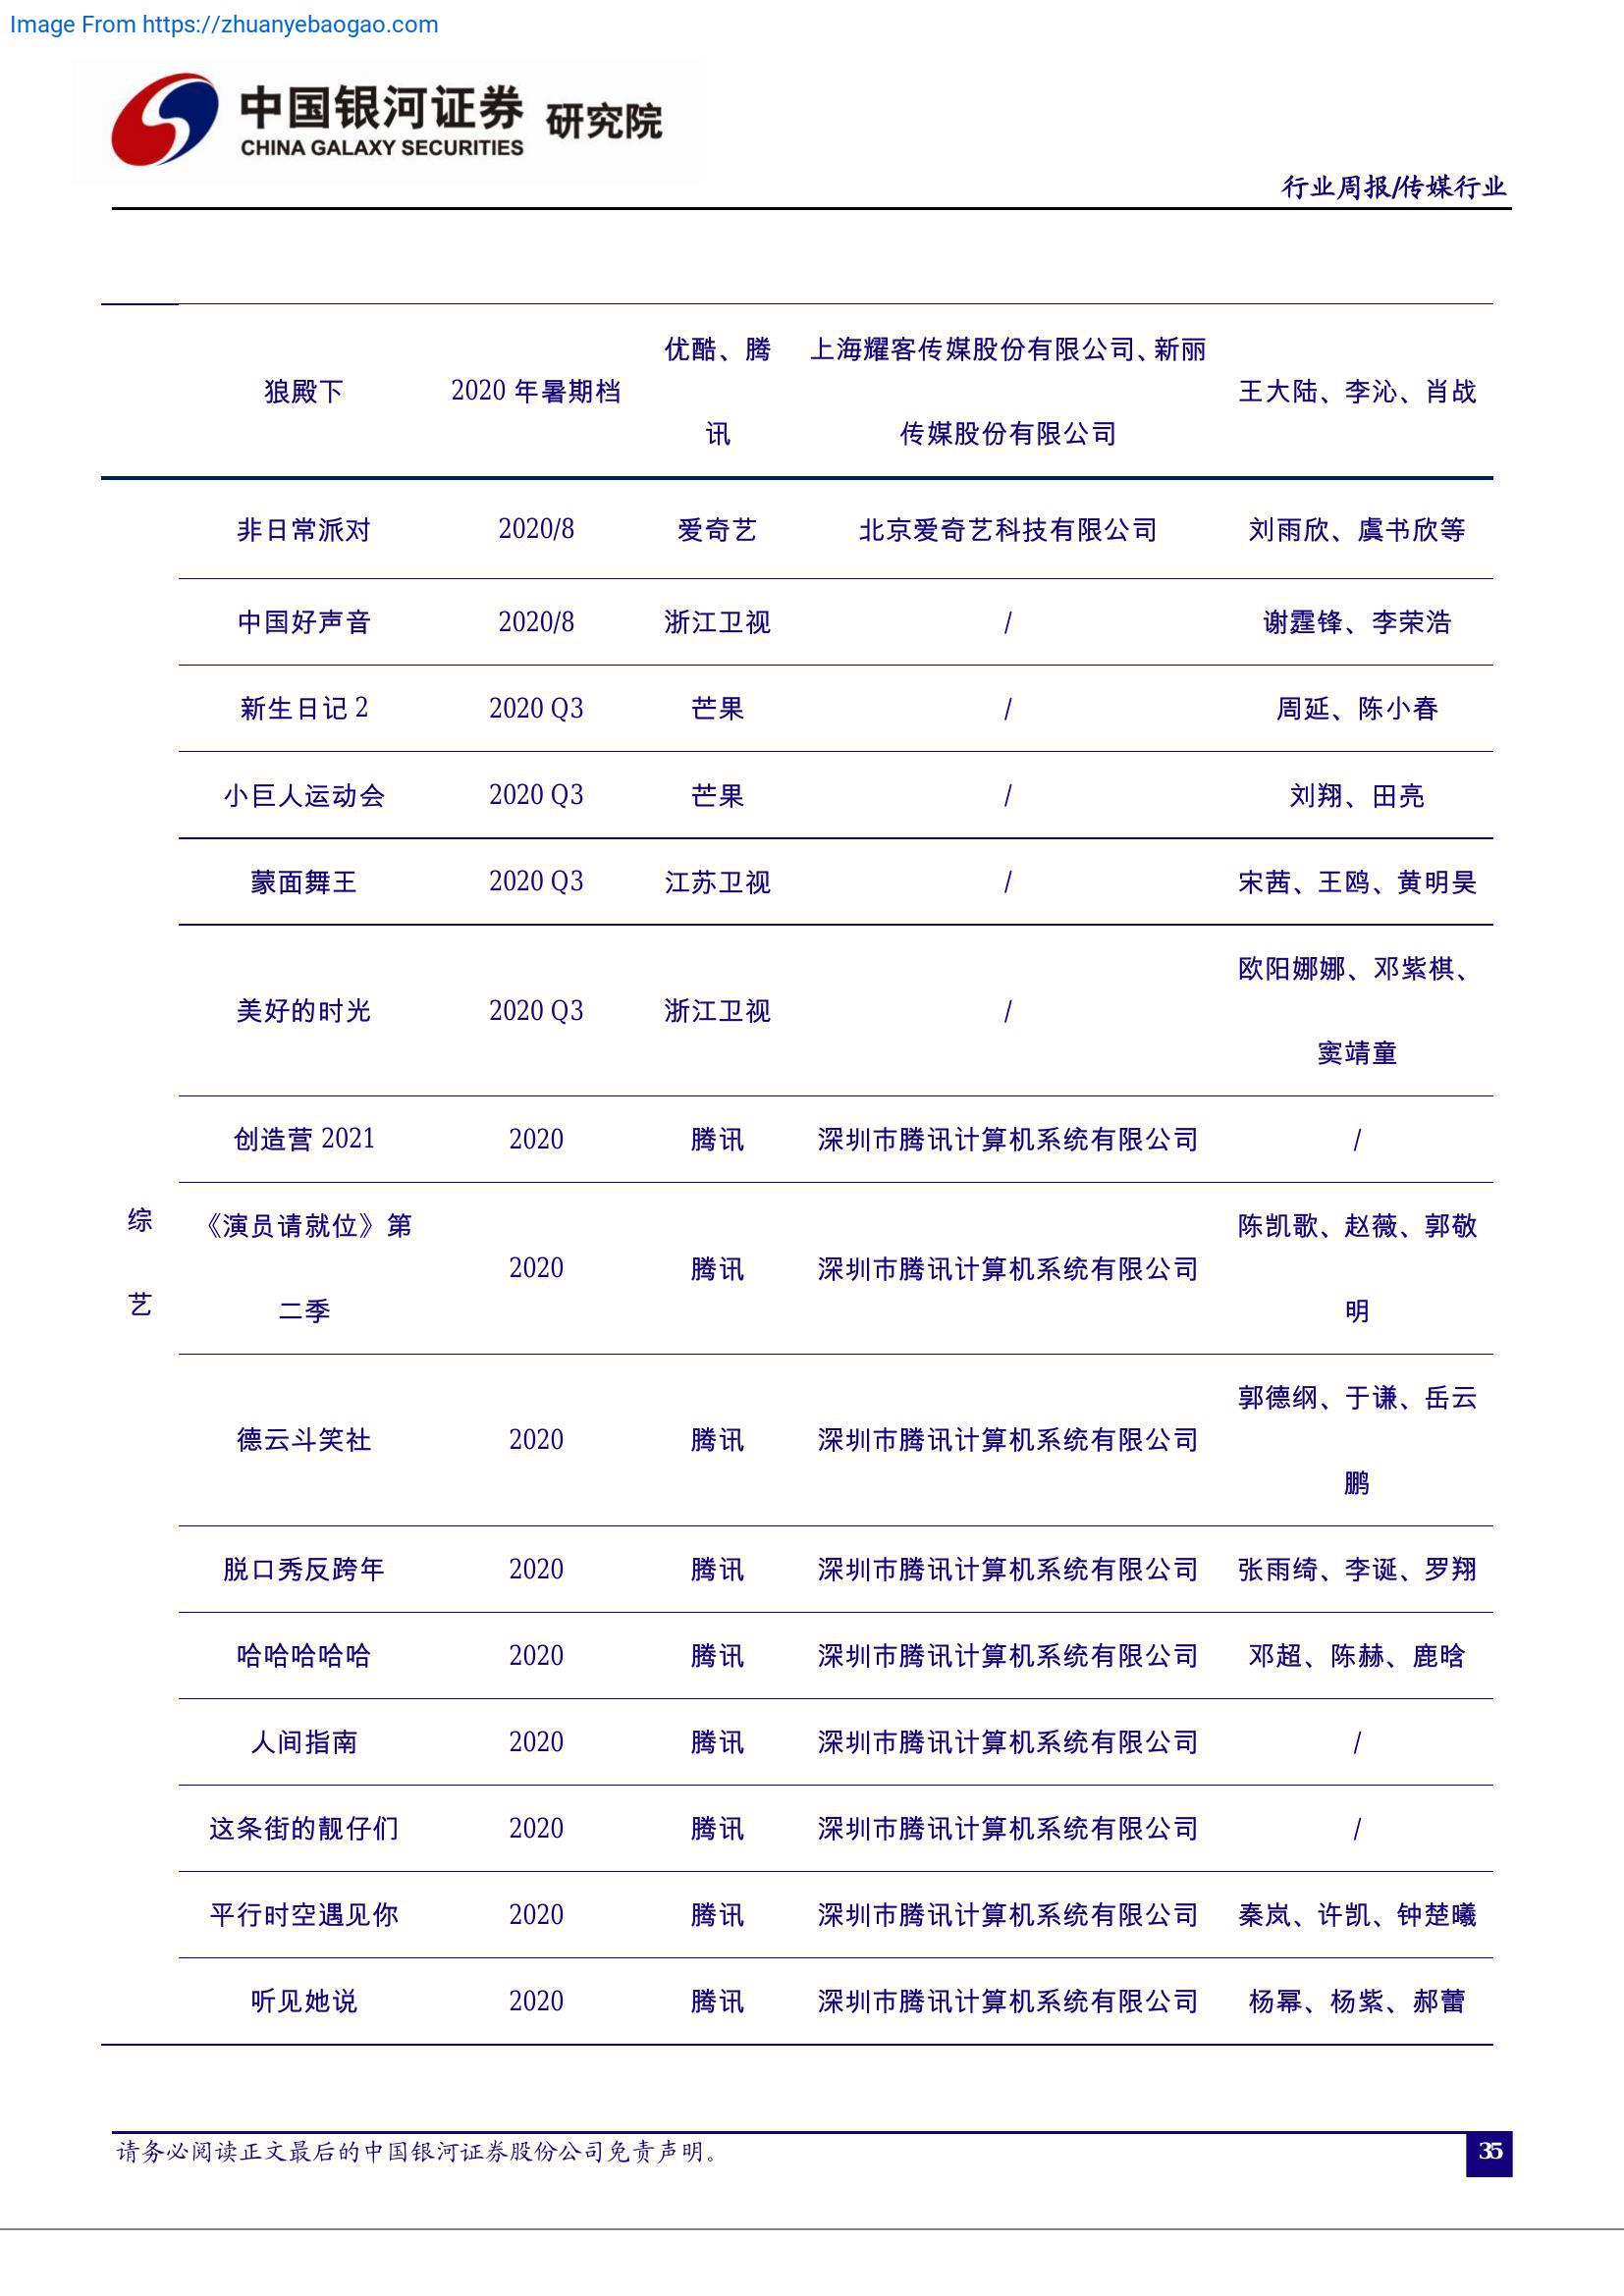 Image From https://zhuanyebaogao.com
中国银河证券 研究院
CHINA GALAXY SECURITIES
行业周报/传媒行业
狼殿下 2020 年暑期档 优酷、腾讯 上海耀客传媒股份有限公司、新丽传媒股份有限公司 王大陆、李沁、肖战
综艺
非日常派对 2020/8 爱奇艺 北京爱奇艺科技有限公司 刘雨欣、虞书欣等
中国好声音 2020/8 浙江卫视 / 谢霆锋、李荣浩
新生日记 2 2020 Q3 芒果 / 周延、陈小春
小巨人运动会 2020 Q3 芒果 / 刘翔、田亮
蒙面舞王 2020 Q3 江苏卫视 / 宋茜、王鸥、黄明昊
美好的时光 2020 Q3 浙江卫视 / 欧阳娜娜、邓紫棋、窦靖童
创造营 2021 2020 腾讯 深圳市腾讯计算机系统有限公司 /
《演员请就位》第二季 2020 腾讯 深圳市腾讯计算机系统有限公司 陈凯歌、赵薇、郭敬明
德云斗笑社 2020 腾讯 深圳市腾讯计算机系统有限公司 郭德纲、于谦、岳云鹏
脱口秀反跨年 2020 腾讯 深圳市腾讯计算机系统有限公司 张雨绮、李诞、罗翔
哈哈哈哈哈 2020 腾讯 深圳市腾讯计算机系统有限公司 邓超、陈赫、鹿晗
人间指南 2020 腾讯 深圳市腾讯计算机系统有限公司 /
这条街的靓仔们 2020 腾讯 深圳市腾讯计算机系统有限公司 /
平行时空遇见你 2020 腾讯 深圳市腾讯计算机系统有限公司 秦岚、许凯、钟楚曦
听见她说 2020 腾讯 深圳市腾讯计算机系统有限公司 杨幂、杨紫、郝蕾
请务必阅读正文最后的中国银河证券股份公司免责声明。
35